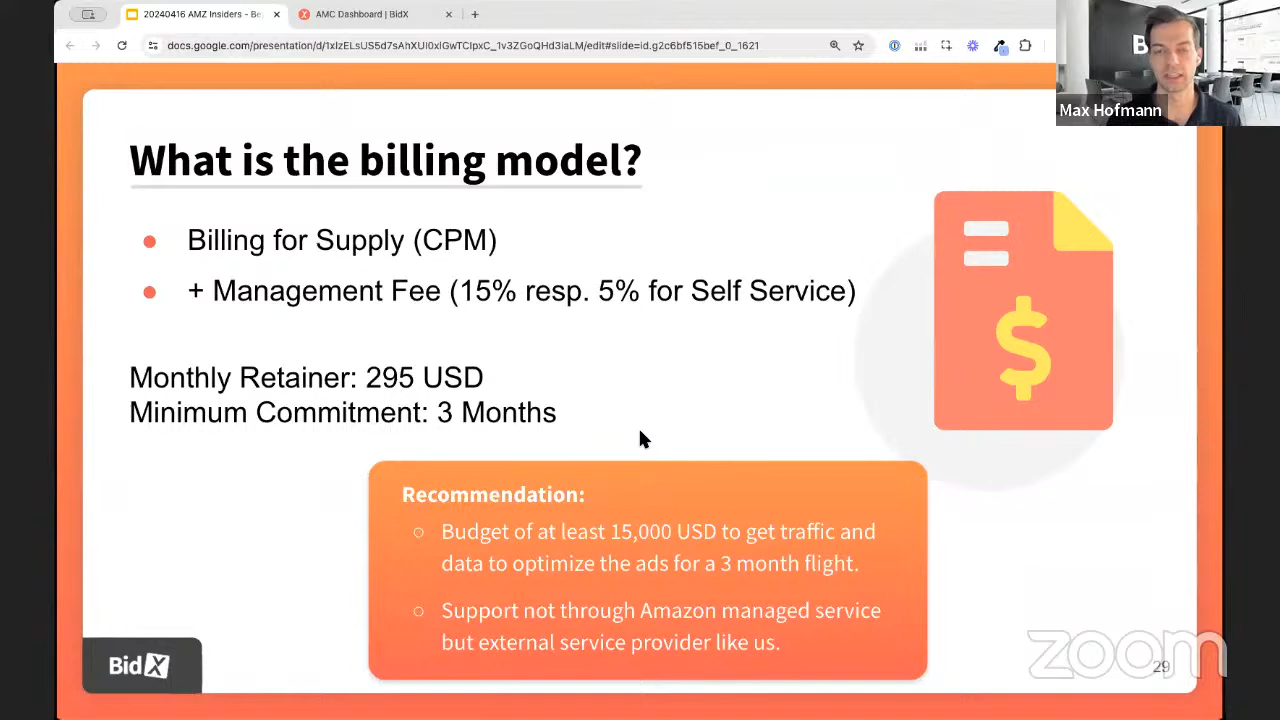 20240416 AMZ Insiders - Be
AMC Dashboard | BidX
docs.google.com/presentation/d/
/edit#slide=id.g2c6bf515bef_0_1621
Max Hofmann
What is the billing model?
Billing for Supply (CPM)
+ Management Fee (15% resp. 5% for Self Service)
$
Monthly Retainer: 295 USD
Minimum Commitment: 3 Months
Recommendation:
Budget of at least 15,000 USD to get traffic and
data to optimize the ads for a 3 month flight.
Support not through Amazon managed service
but external service provider like us.
BidX
zoom
29